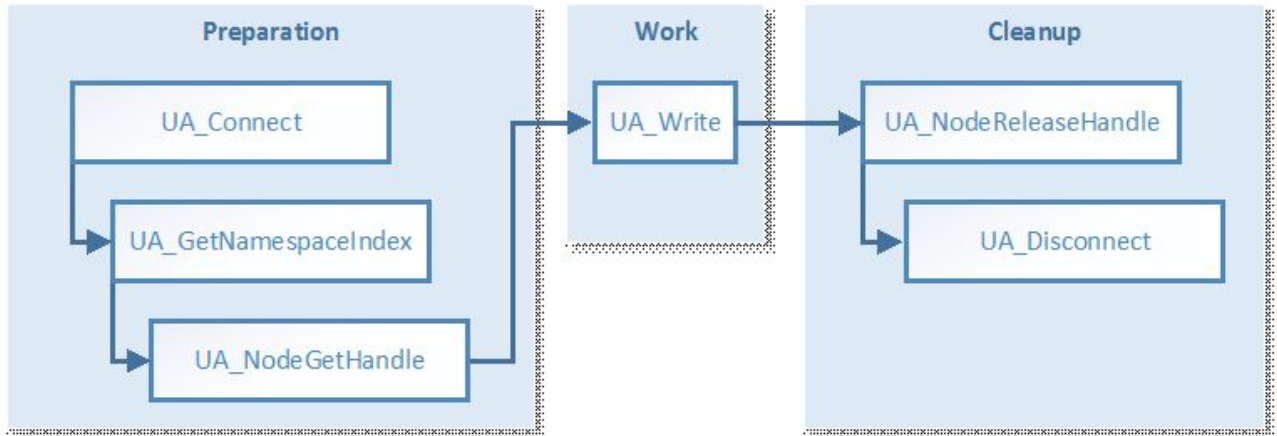 Preparation
UA_Connect
UA_GetNamespaceIndex
UA_NodeGetHandle
Work
UA_Write
Cleanup
UA_NodeReleaseHandle
UA_Disconnect